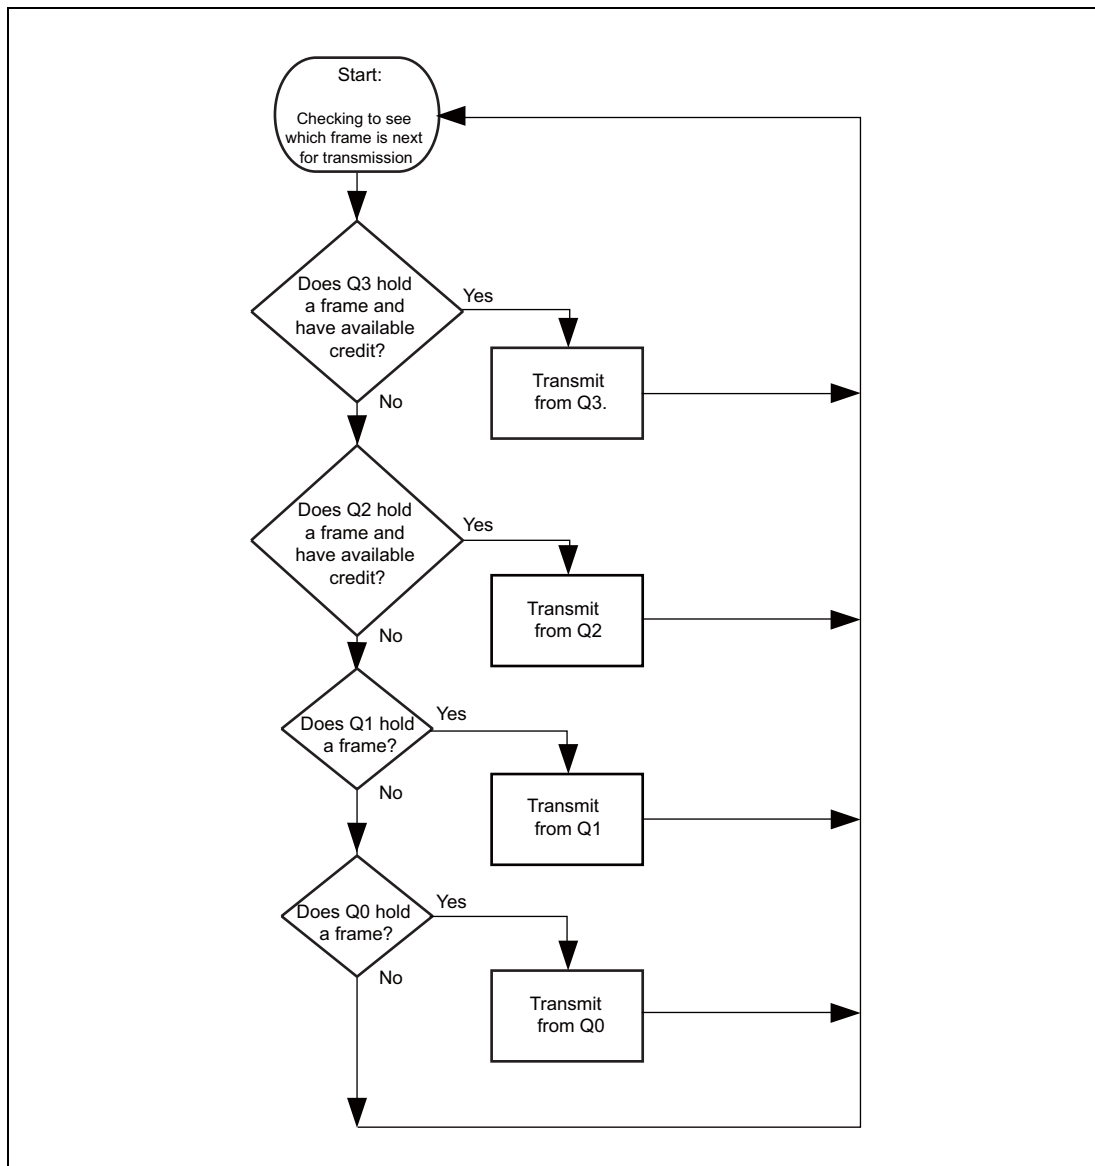 Start:
Checking to see
which frame is next
for transmission
Does Q3 hold
a frame and
have available
credit?
Yes
Transmit
from Q3.
No
Does Q2 hold
a frame and
have available
credit?
Yes
Transmit
from Q2
No
Does Q1 hold
a frame?
Yes
Transmit
from Q1
No
Does Q0 hold
a frame?
Yes
Transmit
from Q0
No